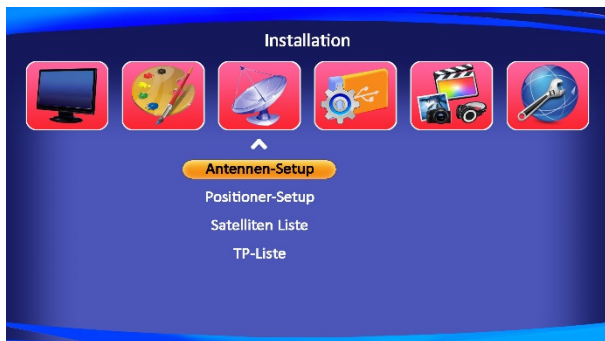 Installation
Antennen-Setup
Positioner-Setup
Satelliten Liste
TP-Liste